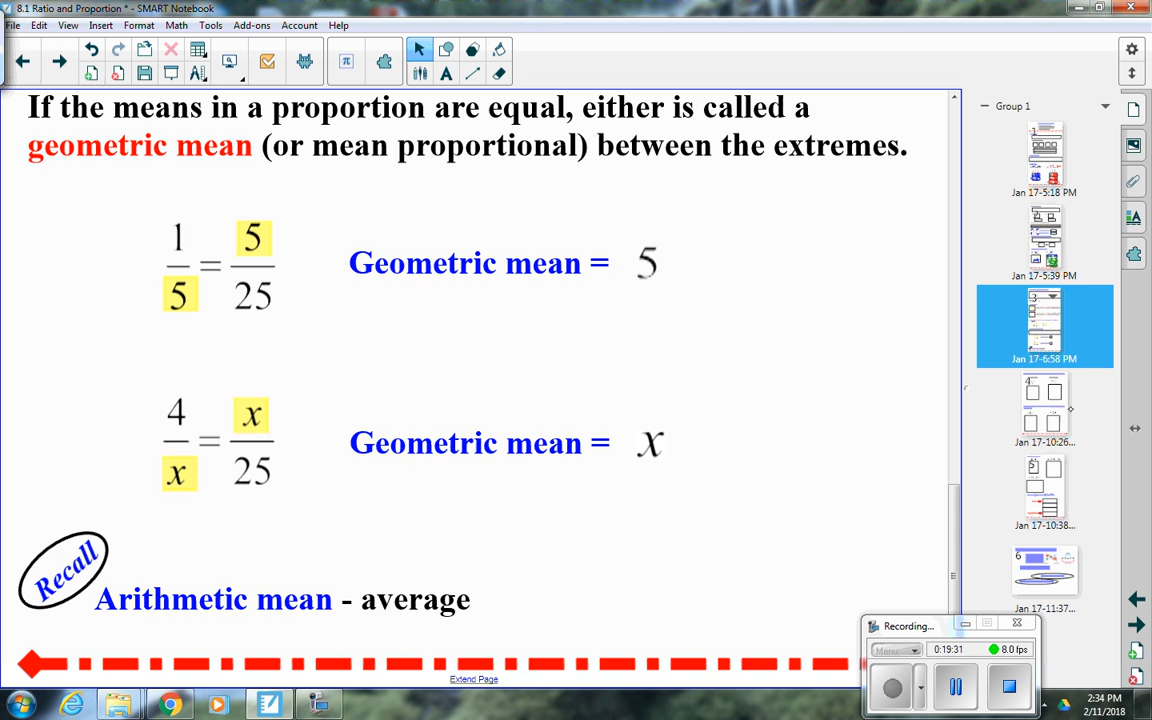 8.1 Ratio and Proportion * - SMART Notebook
File Edit View Insert Format Math Tools Add-ons Account Help
If the means in a proportion are equal, either is called a
geometric mean (or mean proportional) between the extremes.
1/5 = 5/25 Geometric mean = 5
4/x = x/25 Geometric mean = x
Recall
Arithmetic mean - average
Extend Page
Group 1
Jan 17-5:18 PM
Jan 17-5:39 PM
3
Jan 17-6:58 PM
4
Jan 17-10:26...
5
Jan 17-10:38...
6
Jan 17-11:37...
Recording...
Menu 0:19:31 8.0 fps
2:34 PM
2/11/2018